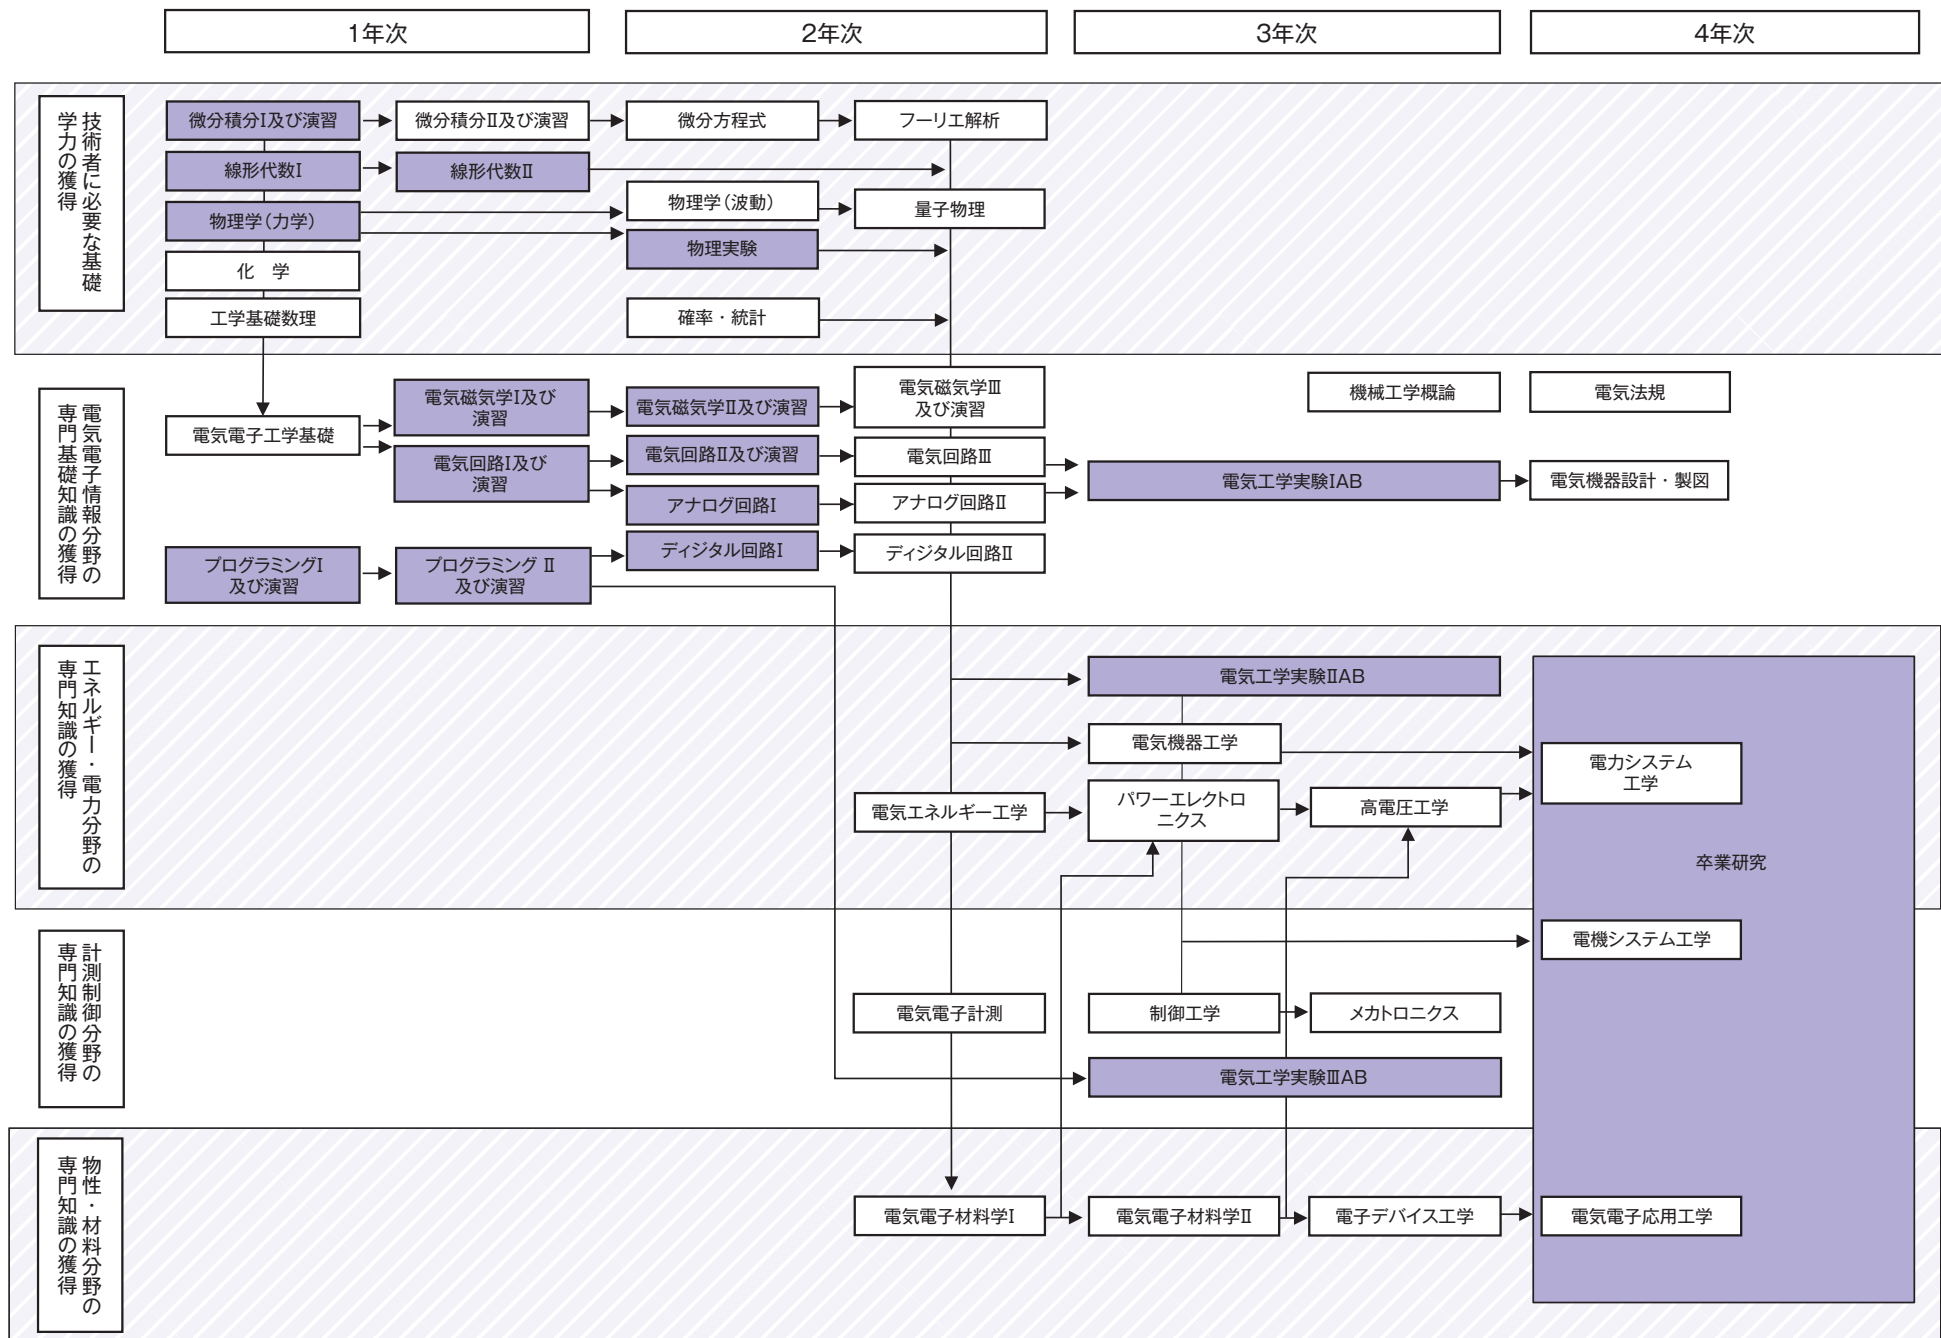 1年次
2年次
3年次
4年次
技術者に必要な基礎
学力の獲得
微分積分Ⅰ及び演習
微分積分Ⅱ及び演習
微分方程式
フーリエ解析
線形代数Ⅰ
線形代数Ⅱ
物理学(力学)
物理学(波動)
量子物理
物理実験
化　学
工学基礎数理
確率・統計
電気電子情報分野の
専門基礎知識の獲得
電気電子工学基礎
電気磁気学Ⅰ及び
演習
電気磁気学Ⅱ及び演習
電気磁気学Ⅲ
及び演習
機械工学概論
電気法規
電気回路Ⅰ及び
演習
電気回路Ⅱ及び演習
電気回路Ⅲ
電気工学実験ⅠAB
電気機器設計・製図
アナログ回路Ⅰ
アナログ回路Ⅱ
プログラミングⅠ
及び演習
プログラミング Ⅱ
及び演習
ディジタル回路Ⅰ
ディジタル回路Ⅱ
エネルギー・電力分野の
専門知識の獲得
電気工学実験ⅡAB
電気機器工学
電力システム
工学
電気エネルギー工学
パワーエレクトロ
ニクス
高電圧工学
卒業研究
計測制御分野の
専門知識の獲得
電機システム工学
電気電子計測
制御工学
メカトロニクス
電気工学実験ⅢAB
物性・材料分野の
専門知識の獲得
電気電子材料学Ⅰ
電気電子材料学Ⅱ
電子デバイス工学
電気電子応用工学